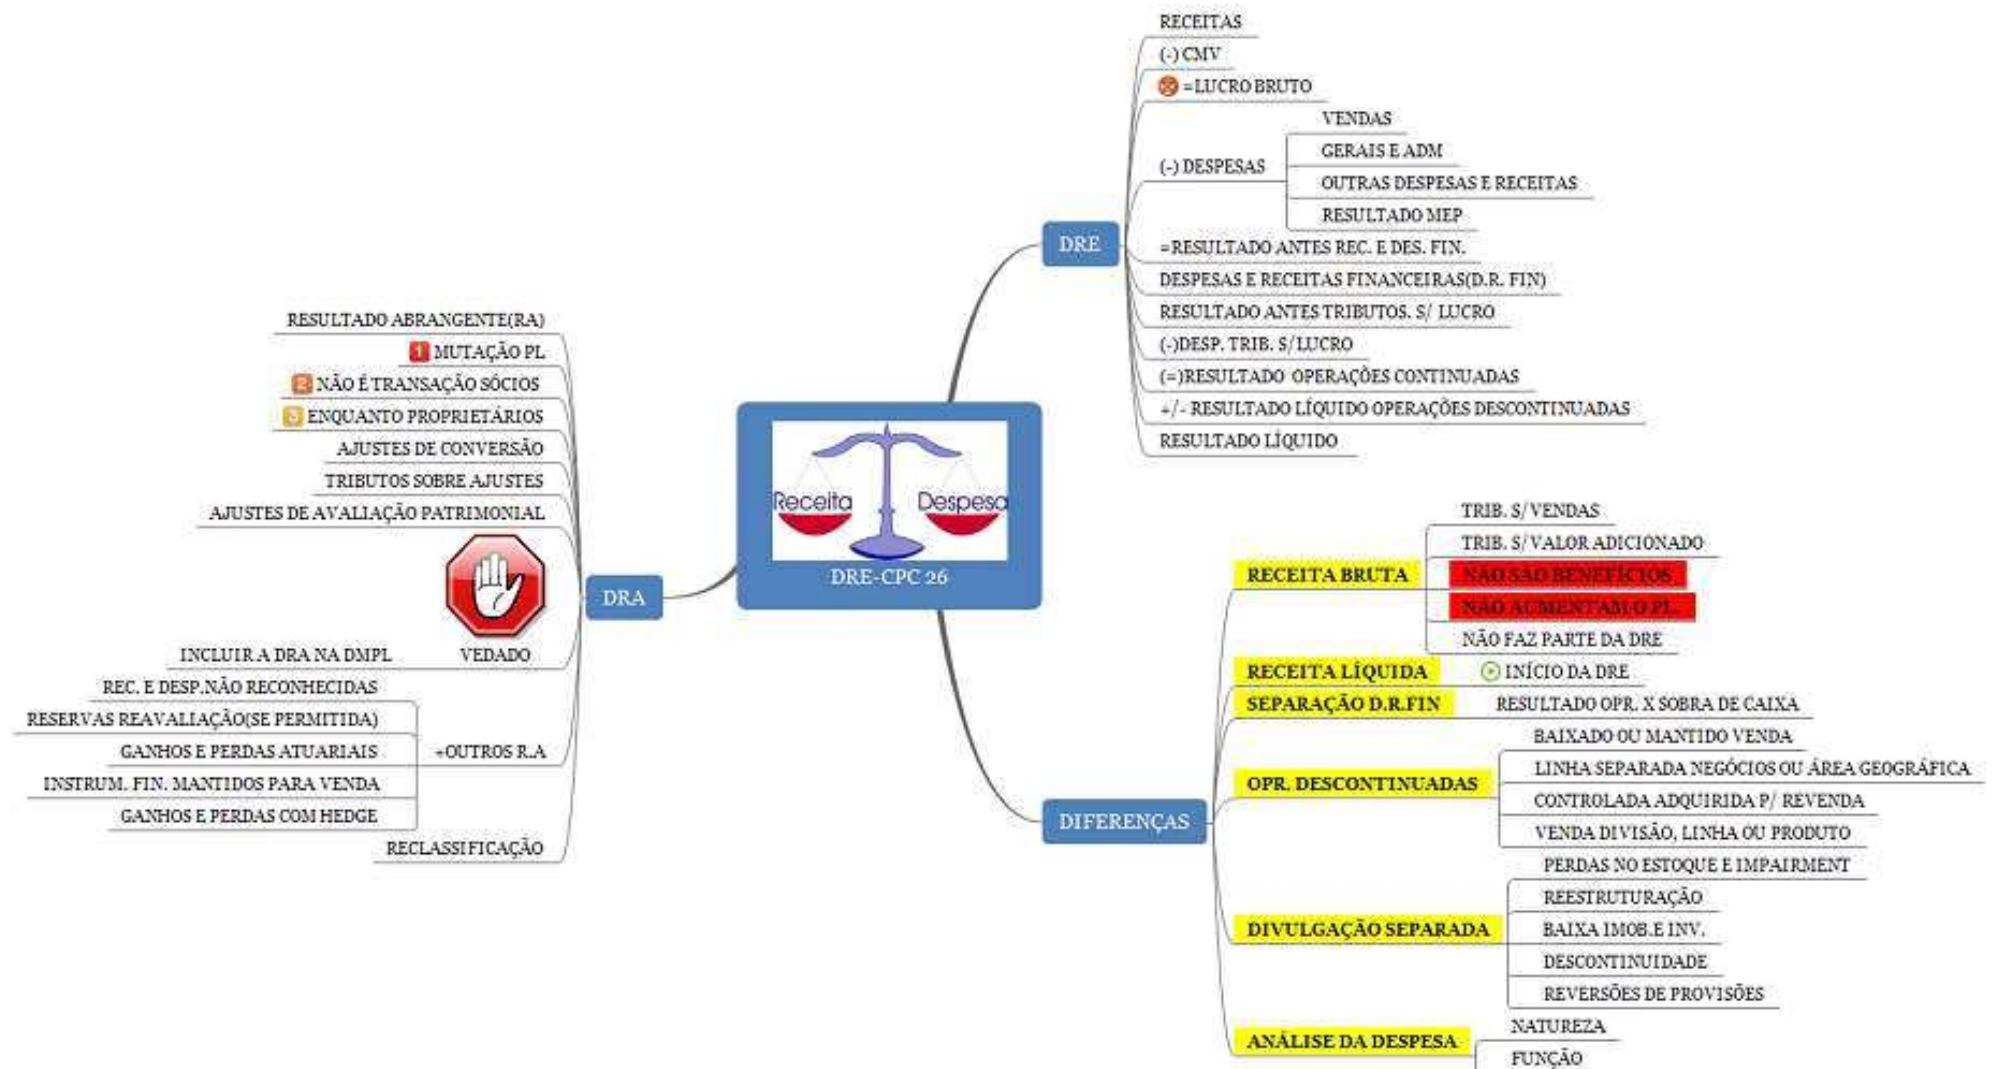 RECEITAS
(-) CMV
=LUCRO BRUTO
(-) DESPESAS
VENDAS
GERAIS E ADM
OUTRAS DESPESAS E RECEITAS
RESULTADO MEP
DRE
=RESULTADO ANTES REC. E DES. FIN.
DESPESAS E RECEITAS FINANCEIRAS(D.R. FIN)
RESULTADO ANTES TRIBUTOS. S/ LUCRO
(-)DESP. TRIB. S/LUCRO
(=)RESULTADO OPERAÇÕES CONTINUADAS
+/- RESULTADO LÍQUIDO OPERAÇÕES DESCONTINUADAS
RESULTADO LÍQUIDO
Receita
Despesa
DRE-CPC 26
DRA
RESULTADO ABRANGENTE(RA)
1 MUTAÇÃO PL
2 NÃO É TRANSAÇÃO SÓCIOS
3 ENQUANTO PROPRIETÁRIOS
AJUSTES DE CONVERSÃO
TRIBUTOS SOBRE AJUSTES
AJUSTES DE AVALIAÇÃO PATRIMONIAL
VEDADO
INCLUIR A DRA NA DMPL
+OUTROS R.A
REC. E DESP.NÃO RECONHECIDAS
RESERVAS REAVALIAÇÃO(SE PERMITIDA)
GANHOS E PERDAS ATUARIAIS
INSTRUM. FIN. MANTIDOS PARA VENDA
GANHOS E PERDAS COM HEDGE
RECLASSIFICAÇÃO
DIFERENÇAS
RECEITA BRUTA
TRIB. S/VENDAS
TRIB. S/VALOR ADICIONADO
NÃO SÃO BENEFÍCIOS
NÃO AUMENTAM O PL
NÃO FAZ PARTE DA DRE
RECEITA LÍQUIDA
INÍCIO DA DRE
SEPARAÇÃO D.R.FIN
RESULTADO OPR. X SOBRA DE CAIXA
OPR. DESCONTINUADAS
BAIXADO OU MANTIDO VENDA
LINHA SEPARADA NEGÓCIOS OU ÁREA GEOGRÁFICA
CONTROLADA ADQUIRIDA P/ REVENDA
VENDA DIVISÃO, LINHA OU PRODUTO
DIVULGAÇÃO SEPARADA
PERDAS NO ESTOQUE E IMPAIRMENT
REESTRUTURAÇÃO
BAIXA IMOB.E INV.
DESCONTINUIDADE
REVERSÕES DE PROVISÕES
ANÁLISE DA DESPESA
NATUREZA
FUNÇÃO